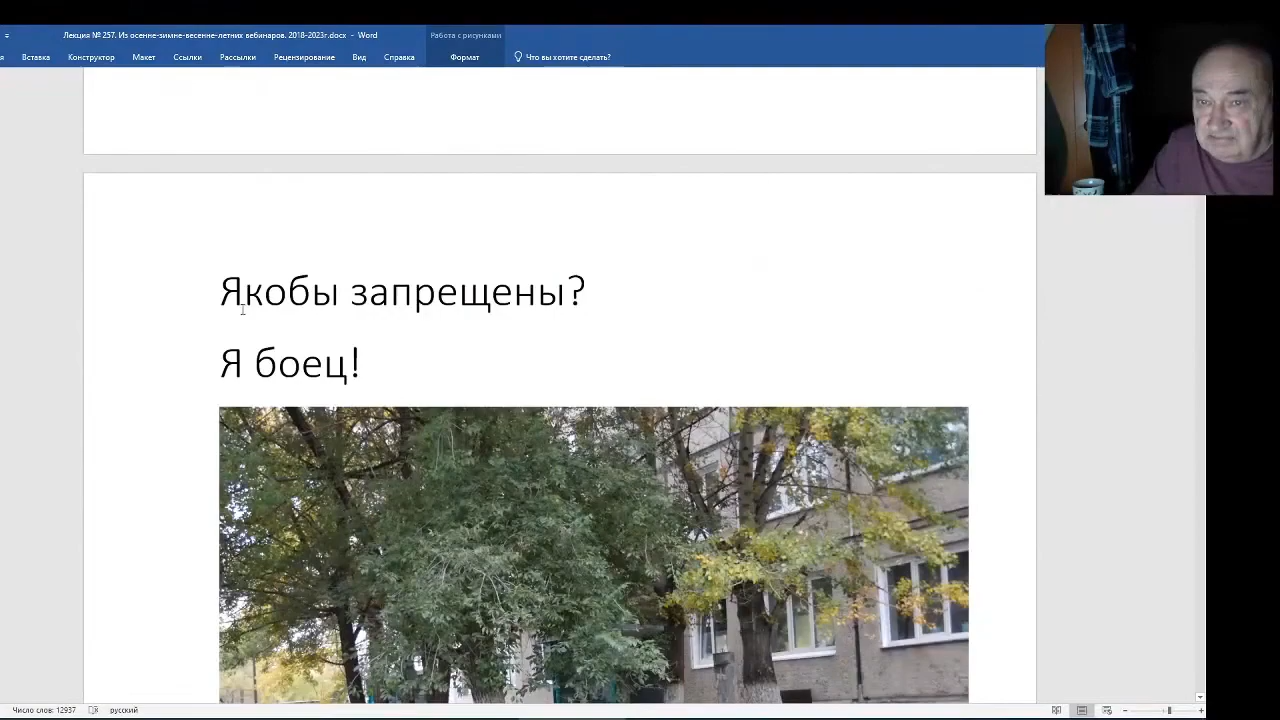 Лекция № 257. Из осенне-зимне-весенне-летних вебинаров. 2018-2023г.docx - Word
Работа с рисунками
я Вставка Конструктор Макет Ссылки Рассылки Рецензирование Вид Справка Формат Что вы хотите сделать?
Якобы запрещены?
Я боец!
Число слов: 12937 русский